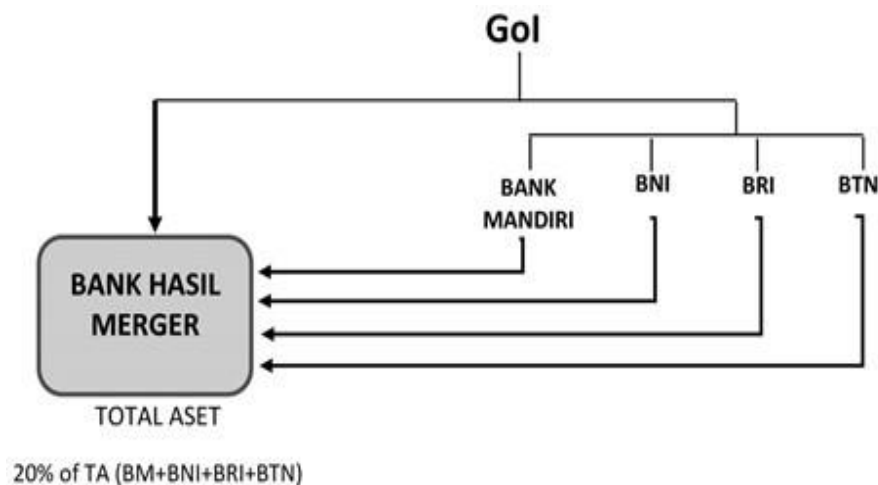 GoI
BANK
MANDIRI
BNI
BRI
BTN
BANK HASIL
MERGER
TOTAL ASET
20% of TA (BM+BNI+BRI+BTN)